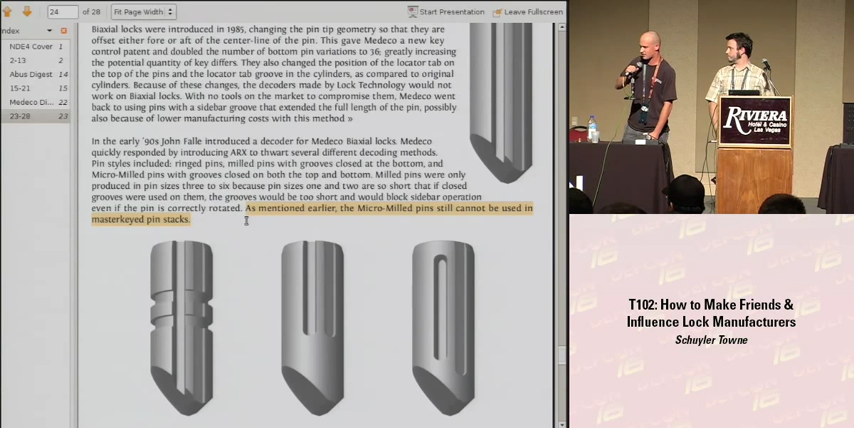 24 of 28 Fit Page Width Start Presentation Leave Fullscreen
ndex
NDE4 Cover 1
2-13 2
Abus Digest 14
15-21 15
Medeco Di... 22
23-28 23
Biaxial locks were introduced in 1985, changing the pin tip geometry so that they are
offset either fore or aft of the center-line of the pin. This gave Medeco a new key
control patent and doubled the number of bottom pin variations to 36; greatly increasing
the potential quantity of key differs. They also changed the position of the locator tab on
the top of the pins and the locator tab groove in the cylinders, as compared to original
cylinders. Because of these changes, the decoders made by Lock Technology would not
work on Biaxial locks. With no tools on the market to compromise them, Medeco went
back to using pins with a sidebar groove that extended the full length of the pin, possibly
also because of lower manufacturing costs with this method »
In the early '90s John Falle introduced a decoder for Medeco Biaxial locks. Medeco
quickly responded by introducing ARX to thwart several different decoding methods.
Pin styles included: ringed pins, milled pins with grooves closed at the bottom, and
Micro-Milled pins with grooves closed on both the top and bottom. Milled pins were only
produced in pin sizes three to six because pin sizes one and two are so short that if closed
grooves were used on them, the grooves would be too short and would block sidebar operation
even if the pin is correctly rotated. As mentioned earlier, the Micro-Milled pins still cannot be used in
masterkeyed pin stacks.
RIVIERA
Hotel & Casino
Las Vegas
T102: How to Make Friends &
Influence Lock Manufacturers
Schuyler Towne